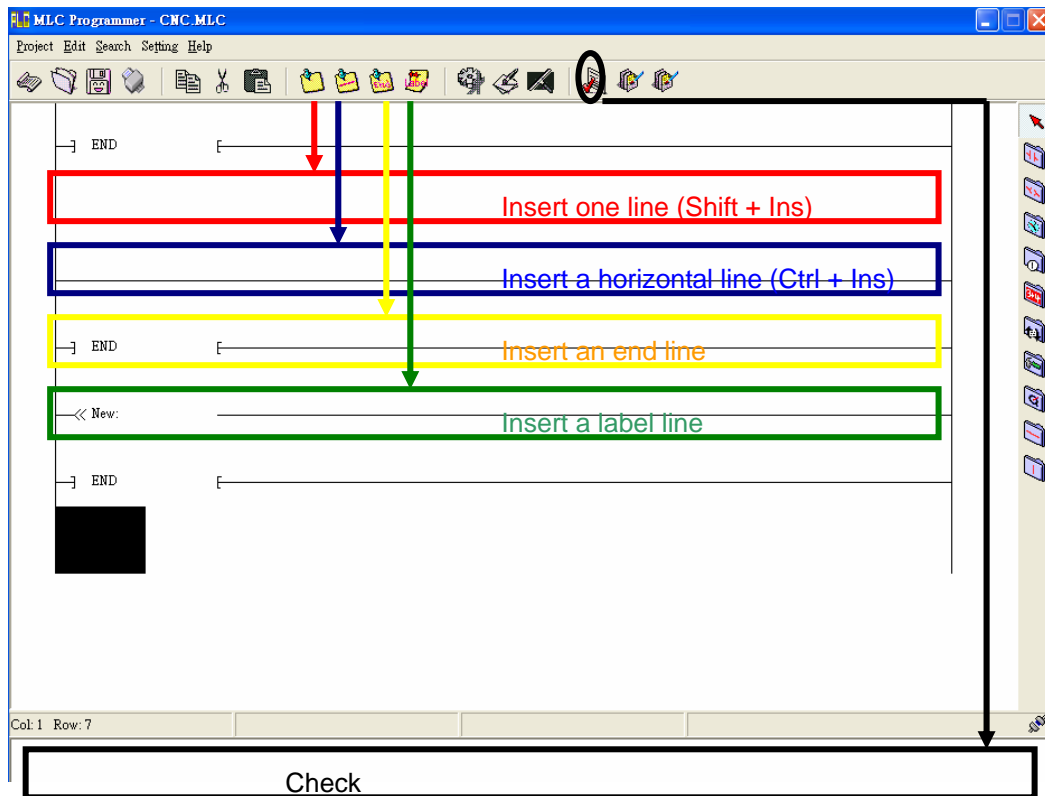 MLC Programmer - CNC.MLC
Project Edit Search Setting Help
END
Insert one line (Shift + Ins)
Insert a horizontal line (Ctrl + Ins)
END
Insert an end line
New:
Insert a label line
END
Col: 1 Row: 7
Check